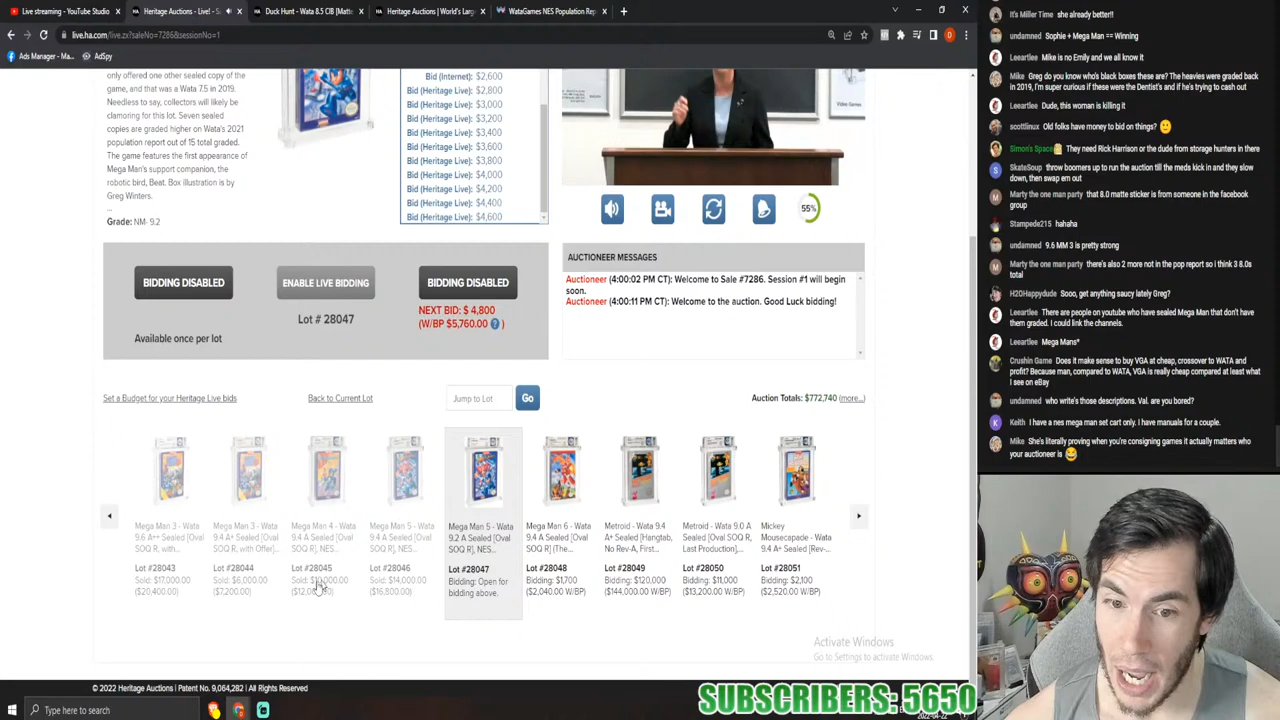 Live streaming - YouTube Studio
Heritage Auctions - Live! - Sa
Duck Hunt - Wata 8.5 CIB [Matte
Heritage Auctions | World's Larg
WataGames NES Population Rep
live.ha.com/live.zx?saleNo=7286&sessionNo=1
Ads Manager - Ma...
AdSpy
only offered one other sealed copy of the
game, and that was a Wata 7.5 in 2019.
Needless to say, collectors will likely be
clamoring for this lot. Seven sealed
copies are graded higher on Wata's 2021
population report out of 15 total graded.
The game features the first appearance of
Mega Man's support companion, the
robotic bird, Beat. Box illustration is by
Greg Winters.
...
Grade: NM- 9.2
Bid (Internet) $2,600
Bid (Heritage Live) $2,800
Bid (Heritage Live) $3,000
Bid (Heritage Live) $3,200
Bid (Heritage Live) $3,400
Bid (Heritage Live) $3,600
Bid (Heritage Live) $3,800
Bid (Heritage Live) $4,000
Bid (Heritage Live) $4,200
Bid (Heritage Live) $4,400
Bid (Heritage Live) $4,600
Video Games
55%
BIDDING DISABLED
ENABLE LIVE BIDDING
BIDDING DISABLED
Lot # 28047
NEXT BID: $ 4,800
(W/BP $5,760.00 ? )
Available once per lot
AUCTIONEER MESSAGES
Auctioneer (4:00:02 PM CT): Welcome to Sale #7286. Session #1 will begin
soon.
Auctioneer (4:00:11 PM CT): Welcome to the auction. Good Luck bidding!
Set a Budget for your Heritage Live bids
Back to Current Lot
Jump to Lot
Go
Auction Totals: $772,740 (more...)
Mega Man 3 - Wata
9.6 A++ Sealed [Oval
SOQ R, with...
Lot #28043
Sold: $17,000.00
($20,400.00)
Mega Man 3 - Wata
9.4 A+ Sealed [Oval
SOQ R, with Offer]...
Lot #28044
Sold: $6,000.00
($7,200.00)
Mega Man 4 - Wata
9.4 A Sealed [Oval
SOQ R], NES...
Lot #28045
Mega Man 5 - Wata
9.4 A Sealed [Oval
SOQ R], NES...
Lot #28046
Sold: $14,000.00
($16,800.00)
Mega Man 5 - Wata
9.2 A Sealed [Oval
SOQ R], NES...
Lot #28047
Bidding: Open for
bidding above.
Mega Man 6 - Wata
9.4 A+ Sealed [Oval
SOQ R] (The...
Lot #28048
Bidding: $1,700
($2,040.00 W/BP)
Metroid - Wata 9.4
A+ Sealed [Hangtab,
No Rev-A, First...
Lot #28049
Bidding: $120,000
($144,000.00 W/BP)
Metroid - Wata 9.0 A
Sealed [Oval SOQ R,
Last Production]...
Lot #28050
Bidding: $11,000
($13,200.00 W/BP)
Mickey
Mousecapade - Wata
9.4 A+ Sealed [Rev-...
Lot #28051
Bidding: $2,100
($2,520.00 W/BP)
Activate Windows
Go to Settings to activate Windows.
© 2022 Heritage Auctions | Patent No. 9,064,282 | All Rights Reserved
Type here to search
SUBSCRIBERS: 5650
It's Miller Time she already better!!
undamned Sophie + Mega Man == Winning
Leeartlee Mike is no Emily and we all know it
Mike Greg do you know who's black boxes these are? The heavies were graded back
in 2019, I'm super curious if these were the Dentist's and if he's trying to cash out
Leeartlee Dude, this woman is killing it
scottlinux Old folks have money to bid on things? 🙂
Simon's Space They need Rick Harrison or the dude from storage hunters in there
SkateSoup throw boomers up to run the auction till the meds kick in and they slow
down, then swap em out
Marty the one man party that 8.0 matte sticker is from someone in the facebook
group
Stampede215 hahaha
undamned 9.6 MM 3 is pretty strong
Marty the one man party there's also 2 more not in the pop report so i think 3 8.0s
total
H2OHappydude Sooo, get anything saucy lately Greg?
Leeartlee There are people on youtube who have sealed Mega Man that don't have
them graded. I could link the channels.
Leeartlee Mega Mans*
Crushin Game Does it make sense to buy VGA at cheap, crossover to WATA and
profit? Because man, compared to WATA, VGA is really cheap compared at least what
I see on eBay
undamned who write's those descriptions. Val. are you bored?
Keith I have a nes mega man set cart only. I have manuals for a couple.
Mike She's literally proving when you're consigning games it actually matters who
your auctioneer is 😂